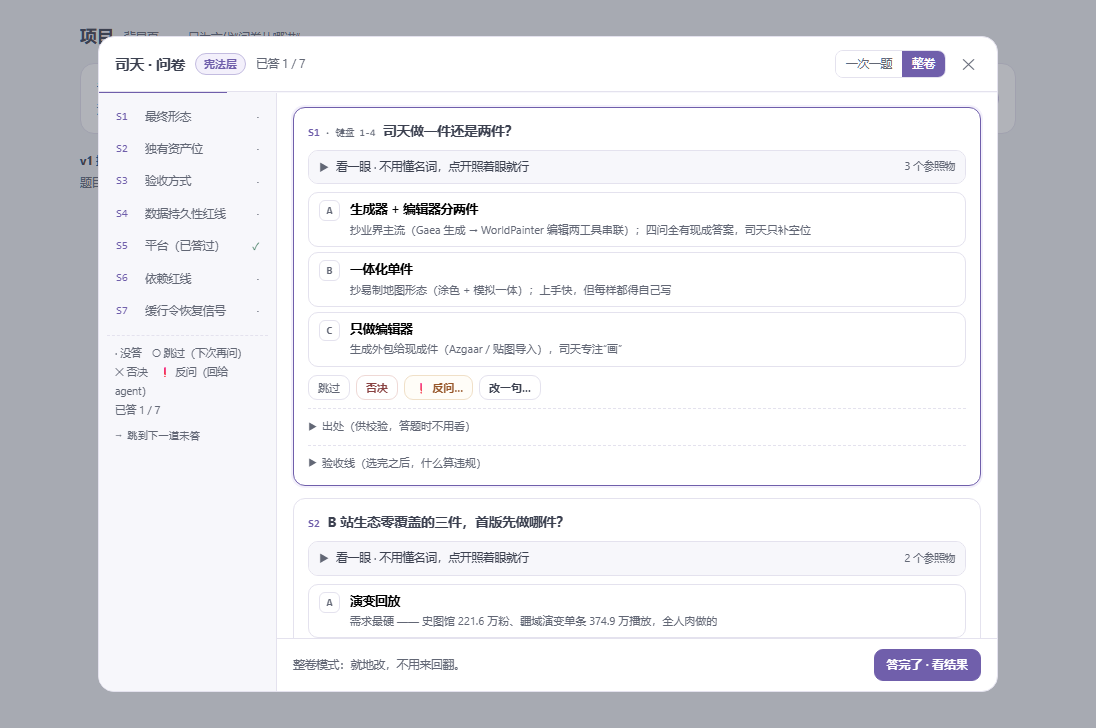 项目
司天 · 问卷 宪法层 已答 1 / 7 一次一题 整卷
v1
题目
S1 最终形态 ·
S2 独有资产位 ·
S3 验收方式 ·
S4 数据持久性红线 ·
S5 平台（已答过） ✓
S6 依赖红线 ·
S7 缓行令恢复信号 ·
· 没答 ○ 跳过（下次再问）
✕ 否决 ❗ 反问（回给
agent）
已答 1 / 7
→ 跳到下一道未答
S1 · 键盘 1-4 司天做一件还是两件？
▶ 看一眼 · 不用懂名词，点开照着眼就行 3 个参照物
A 生成器 + 编辑器分两件
抄业界主流（Gaea 生成 → WorldPainter 编辑两工具串联）；四问全有现成答案，司天只补空位
B 一体化单件
抄易制地图形态（涂色 + 模拟一体）；上手快，但每样都得自己写
C 只做编辑器
生成外包给现成件（Azgaar / 贴图导入），司天专注“画”
跳过 否决 ❗ 反问... 改一句...
▶ 出处（供校验，答题时不用看）
▶ 验收线（选完之后，什么算违规）
S2 B 站生态零覆盖的三件，首版先做哪件？
▶ 看一眼 · 不用懂名词，点开照着眼就行 2 个参照物
A 演变回放
需求最硬 —— 史图馆 221.6 万粉、疆域演变单条 374.9 万播放，全人肉做的
整卷模式：就地改，不用来回翻。 答完了 · 看结果